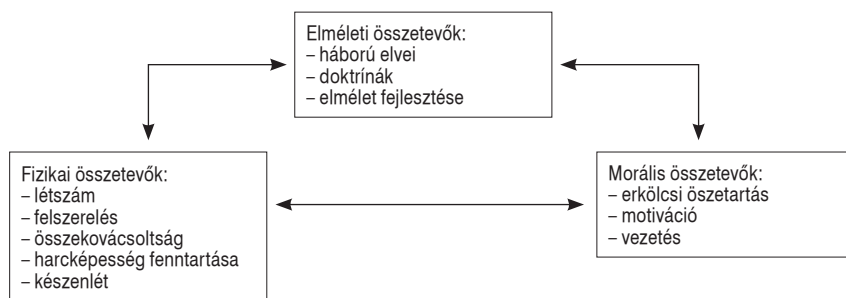 Elméleti összetevők:
– háború elvei
– doktrínák
– elmélet fejlesztése
Fizikai összetevők:
– létszám
– felszerelés
– összekovácsoltság
– harcképesség fenntartása
– készenlét
Morális összetevők:
– erkölcsi öszetartás
– motiváció
– vezetés